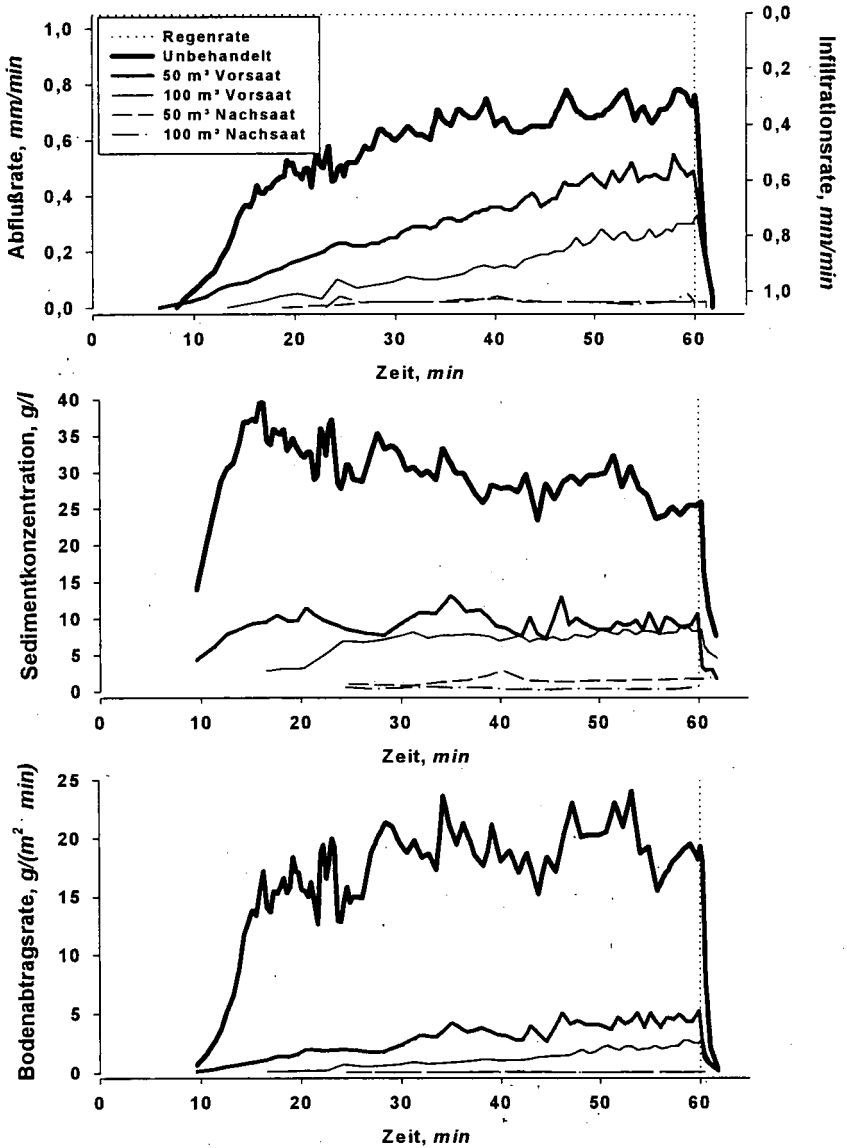 Abflußrate, mm/min
1,0
0,8
0,6
0,4
0,2
0,0
Regenrate
Unbehandelt
50 m³ Vorsaat
100 m³ Vorsaat
50 m³ Nachsaat
100 m³ Nachsaat
0,0
0,2
0,4
0,6
0,8
1,0
Infiltrationsrate, mm/min
0 10 20 30 40 50 60
Zeit, min
Sedimentkonzentration, g/l
40
35
30
25
20
15
10
5
0
0 10 20 30 40 50 60
Zeit, min
Bodenabtragsrate, g/(m² · min)
25
20
15
10
5
0
0 10 20 30 40 50 60
Zeit, min